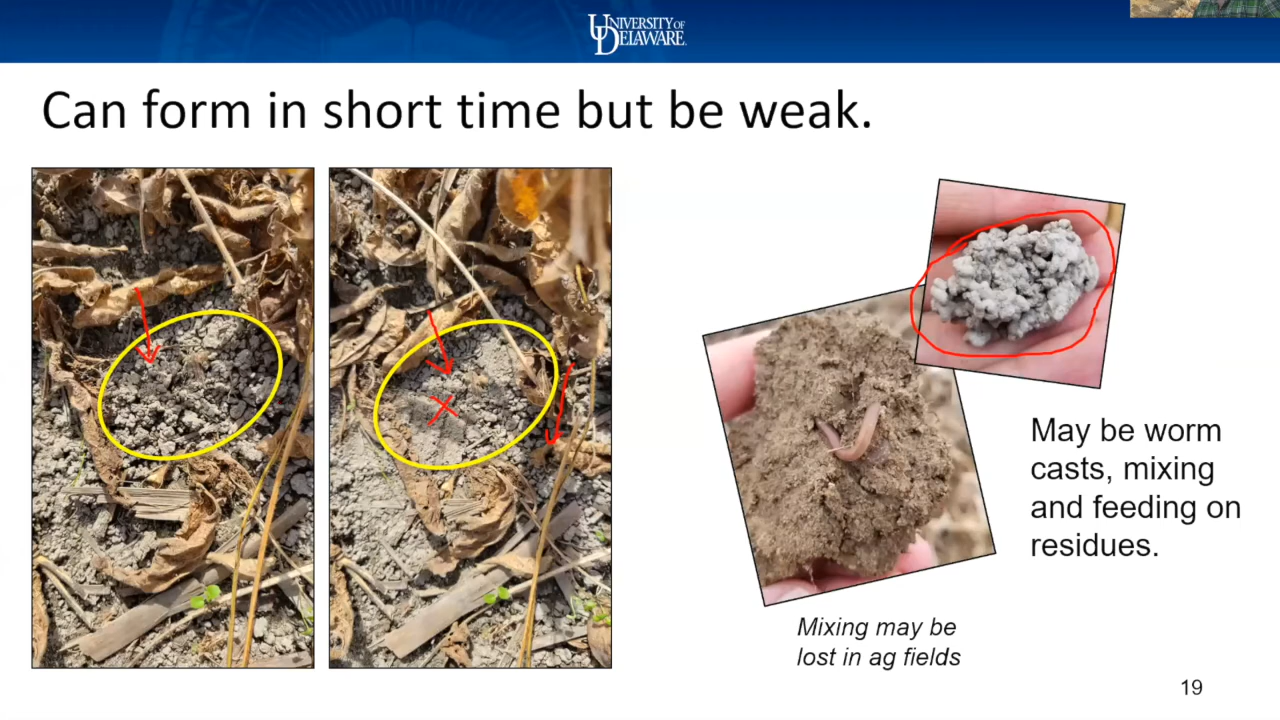 UNIVERSITY OF
DELAWARE
Can form in short time but be weak.
May be worm
casts, mixing
and feeding on
residues.
Mixing may be
lost in ag fields
19